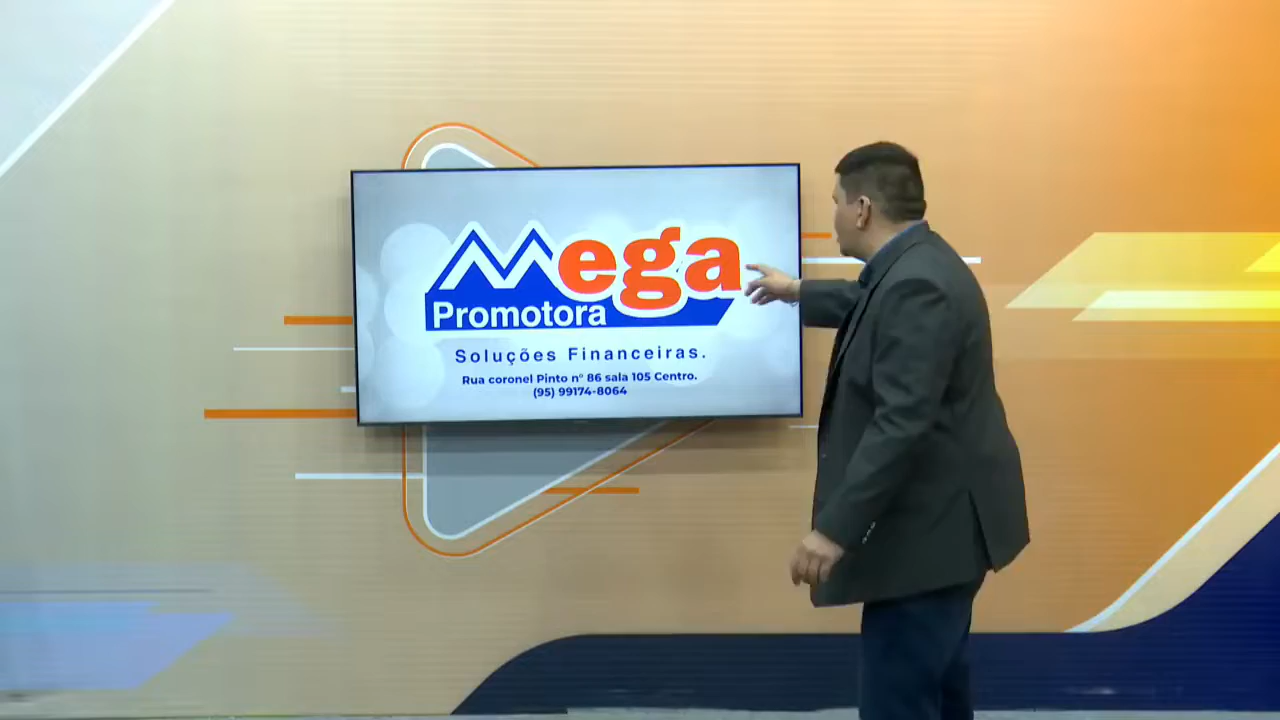 Mega
Promotora
Soluções Financeiras.
Rua coronel Pinto nº 86 sala 105 Centro.
(95) 99174-8064